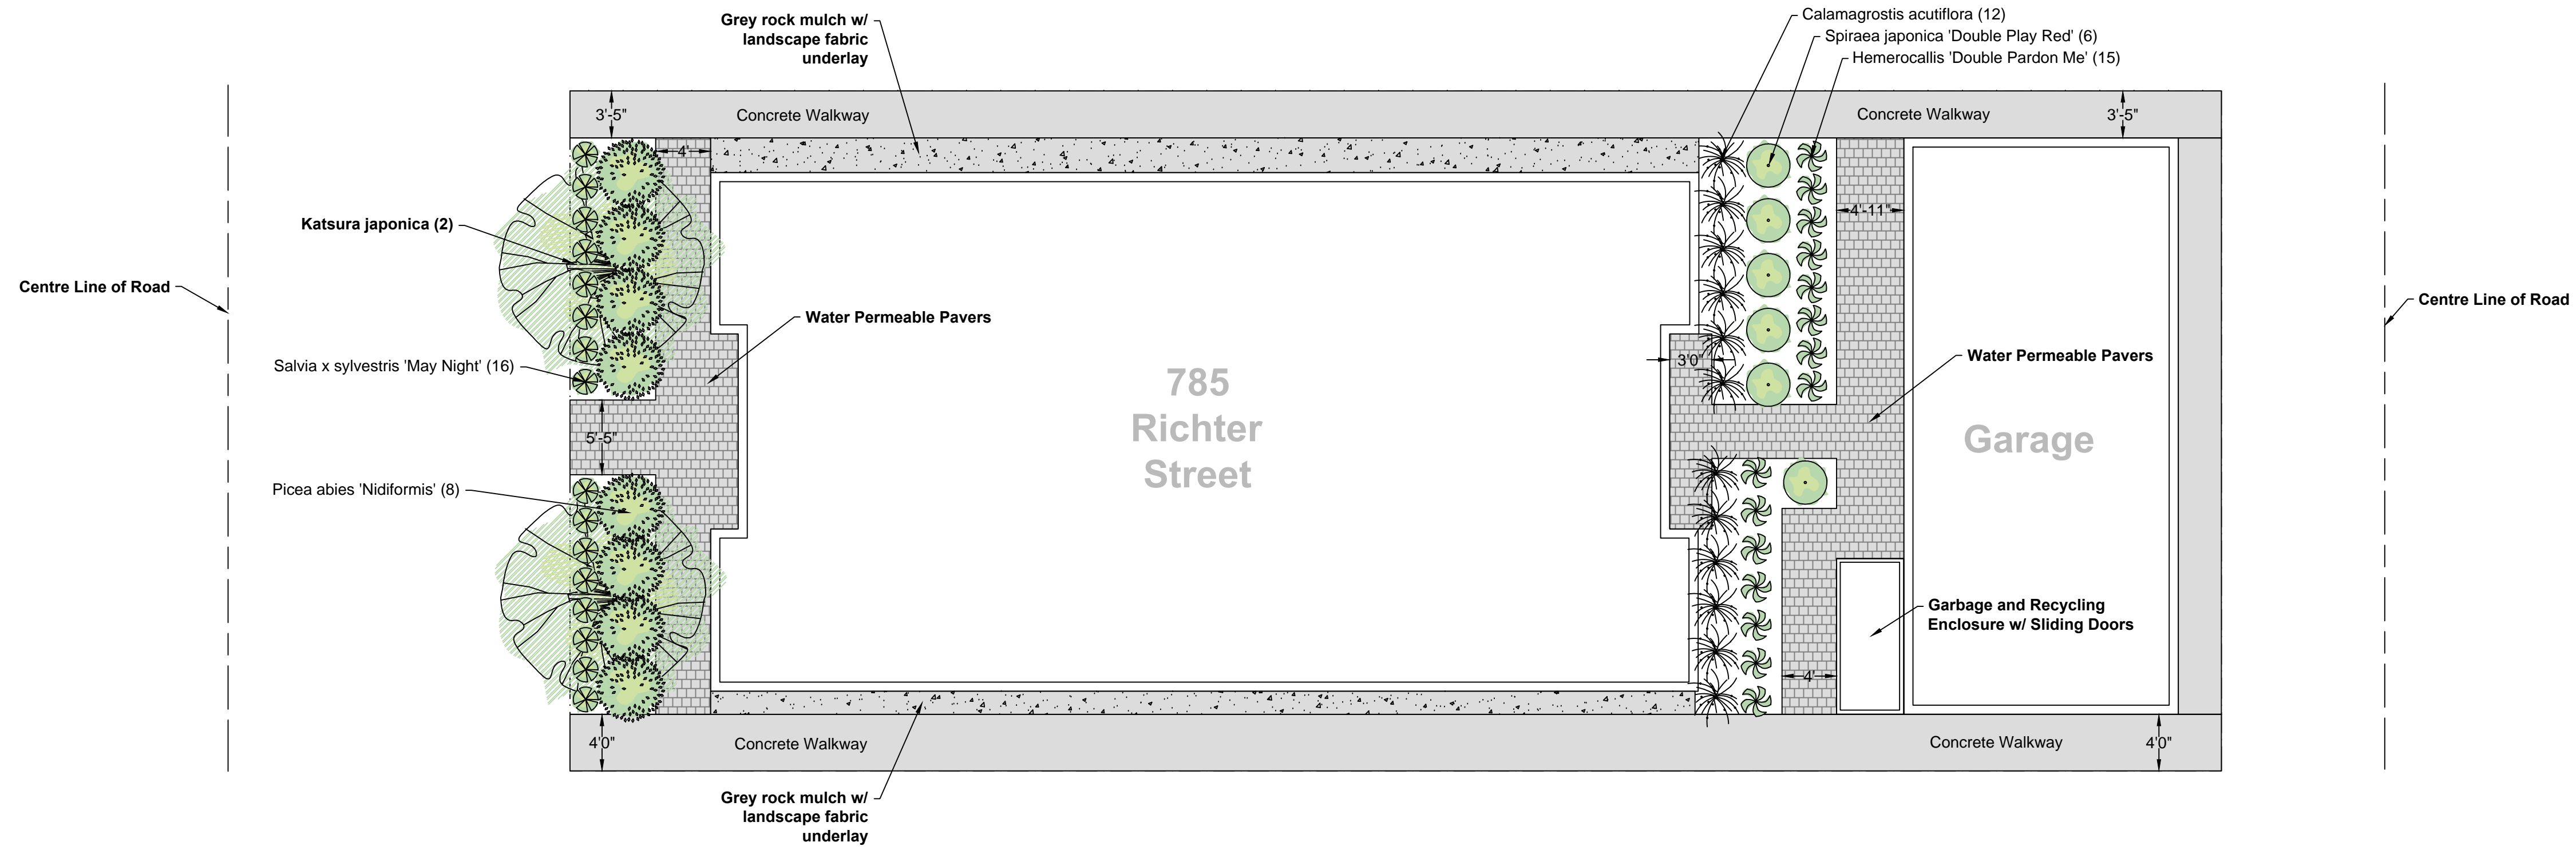 Grey rock mulch w/
landscape fabric
underlay
Calamagrostis acutiflora (12)
Spiraea japonica 'Double Play Red' (6)
Hemerocallis 'Double Pardon Me' (15)
3'-5"
Concrete Walkway
Concrete Walkway
3'-5"
4'
4'-11"
Katsura japonica (2)
Centre Line of Road
Centre Line of Road
Water Permeable Pavers
Water Permeable Pavers
3'0"
Salvia x sylvestris 'May Night' (16)
785
Richter
Street
5'-5"
Garage
Picea abies 'Nidiformis' (8)
Garbage and Recycling
Enclosure w/ Sliding Doors
4'
4'0"
Concrete Walkway
Concrete Walkway
4'0"
Grey rock mulch w/
landscape fabric
underlay